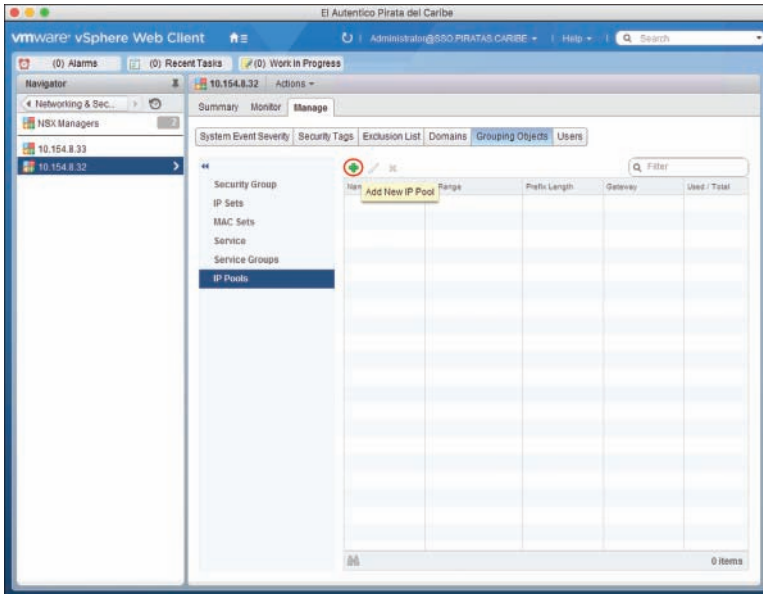 El Autentico Pirata del Caribe
vmware vSphere Web Client
Administrator@SSO.PIRATAS.CARIBE
Help
Search
(0) Alarms
(0) Recent Tasks
(0) Work In Progress
Navigator
10.154.8.32
Actions
Networking & Sec..
NSX Managers
2
10.154.8.33
10.154.8.32
Summary
Monitor
Manage
System Event Severity
Security Tags
Exclusion List
Domains
Grouping Objects
Users
Security Group
IP Sets
MAC Sets
Service
Service Groups
IP Pools
Filter
Add New IP Pool
Range
Prefix Length
Gateway
Used / Total
0 items